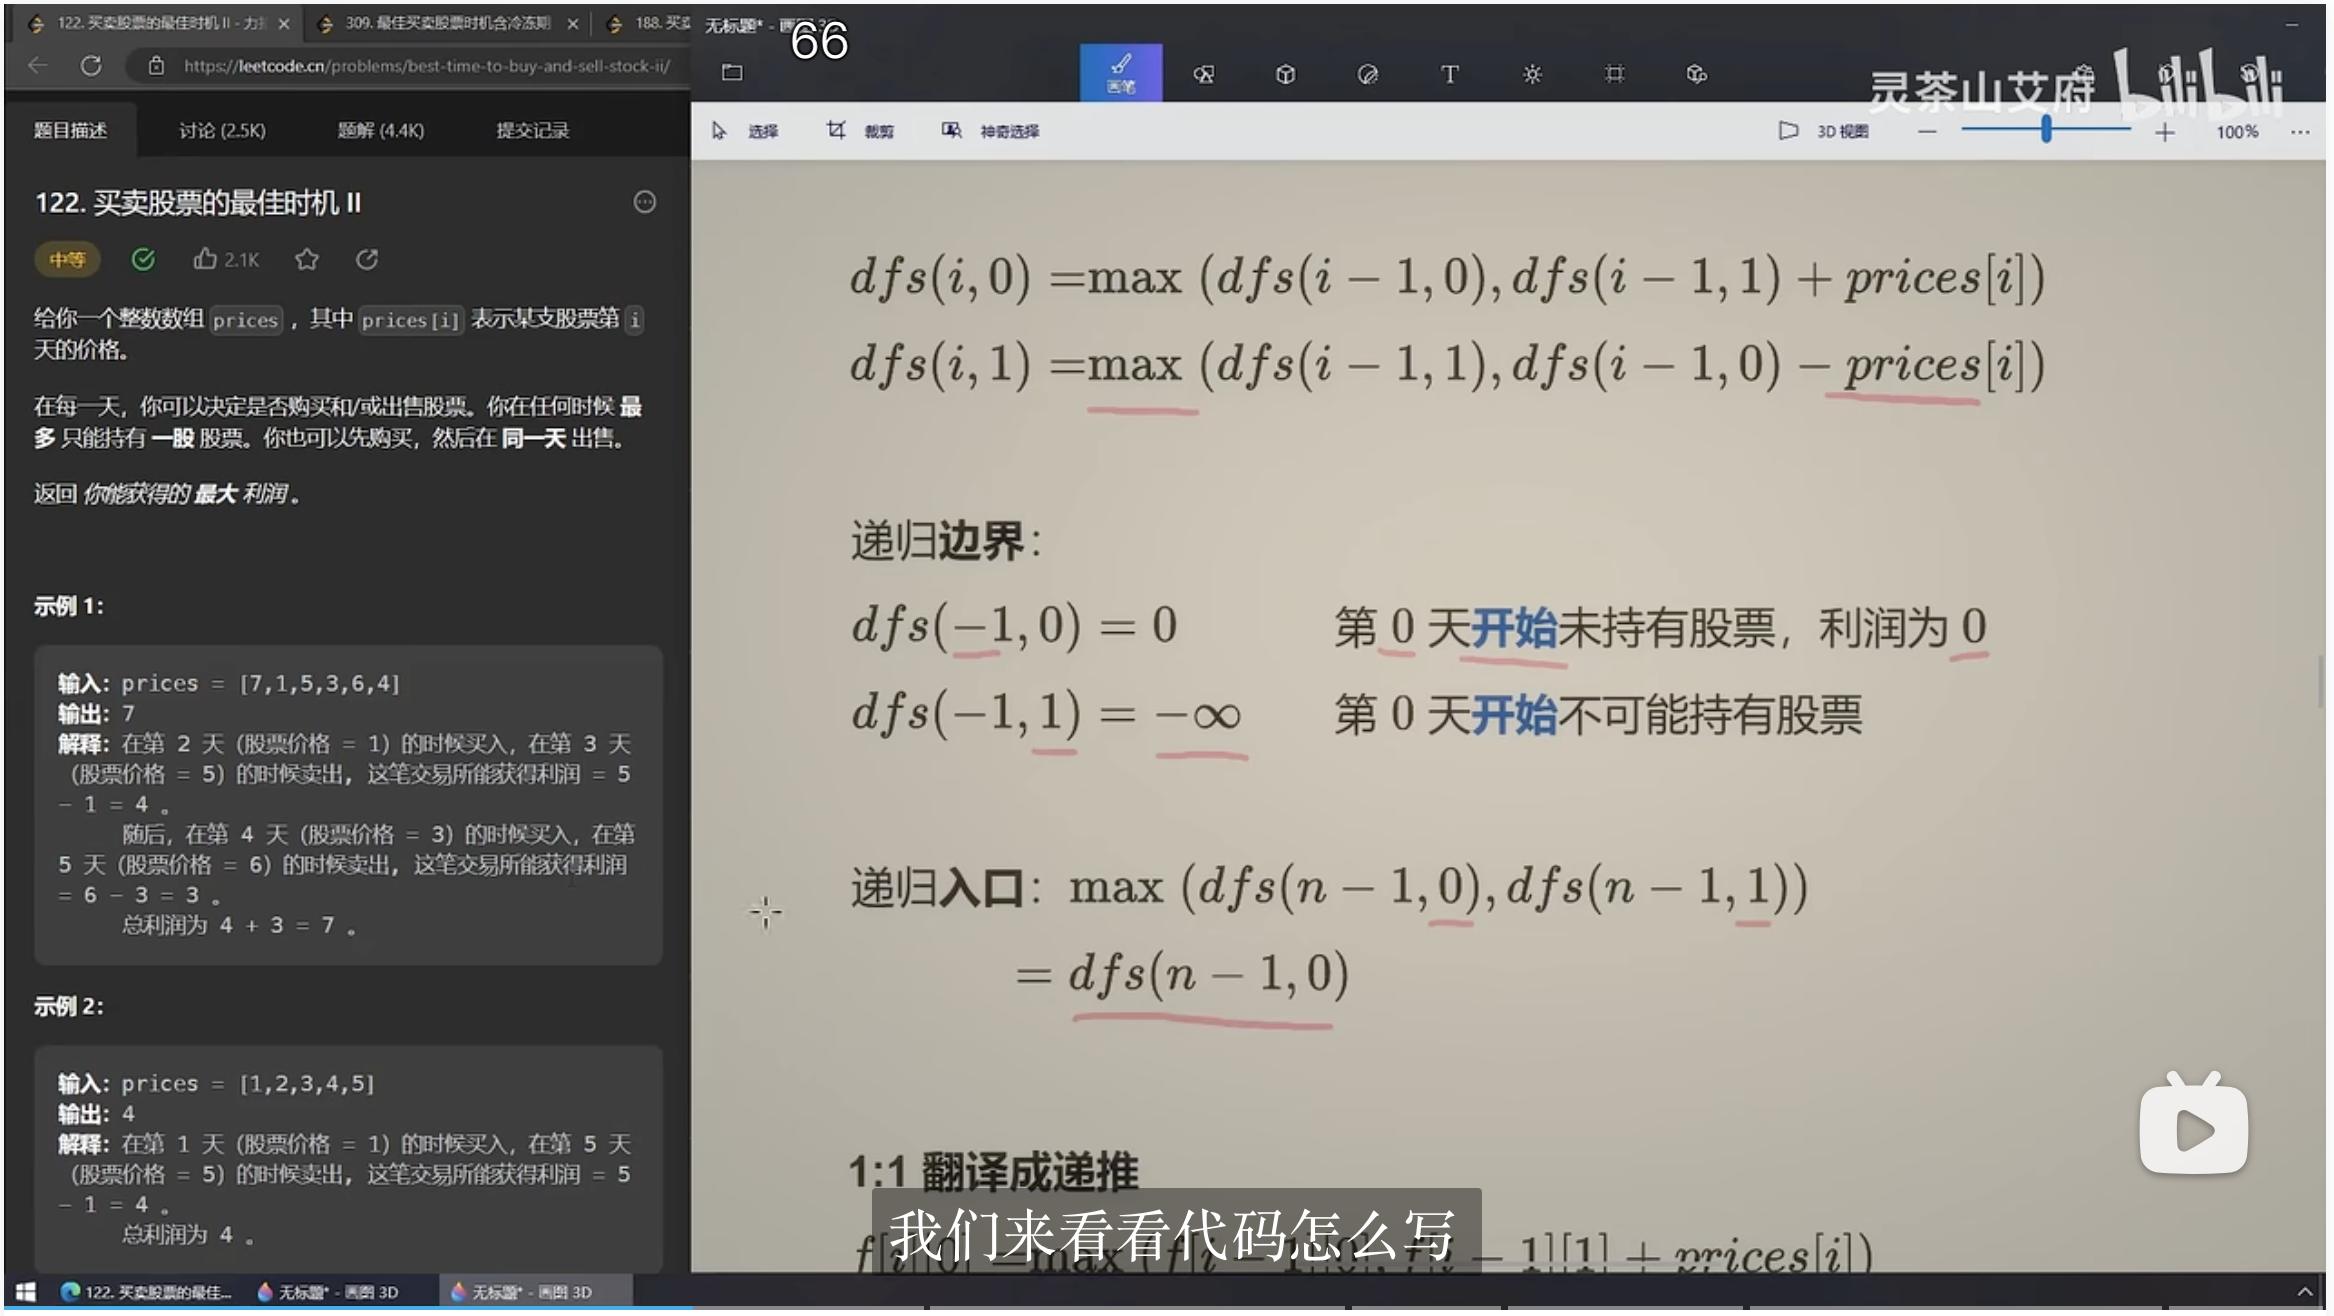 122. 买卖股票的最佳时机 II - 力扣
309. 最佳买卖股票时机含冷冻期
188. 买卖
无标题* - 画图 3D
66
https://leetcode.cn/problems/best-time-to-buy-and-sell-stock-ii/
画笔
灵茶山艾府 bilibili
题目描述
讨论 (2.5K)
题解 (4.4K)
提交记录
选择
裁剪
神奇选择
3D 视图
100%
122. 买卖股票的最佳时机 II
中等
2.1K
给你一个整数数组 prices ，其中 prices[i] 表示某支股票第 i
天的价格。
在每一天，你可以决定是否购买和/或出售股票。你在任何时候 最
多 只能持有 一股 股票。你也可以先购买，然后在 同一天 出售。
返回 你能获得的 最大 利润 。
示例 1：
输入：prices = [7,1,5,3,6,4]
输出：7
解释：在第 2 天（股票价格 = 1）的时候买入，在第 3 天
（股票价格 = 5）的时候卖出，这笔交易所能获得利润 = 5
- 1 = 4 。
随后，在第 4 天（股票价格 = 3）的时候买入，在第
5 天（股票价格 = 6）的时候卖出，这笔交易所能获得利润
= 6 - 3 = 3 。
总利润为 4 + 3 = 7 。
示例 2：
输入：prices = [1,2,3,4,5]
输出：4
解释：在第 1 天（股票价格 = 1）的时候买入，在第 5 天
（股票价格 = 5）的时候卖出，这笔交易所能获得利润 = 5
- 1 = 4 。
总利润为 4 。
dfs(i, 0) =max (dfs(i − 1, 0), dfs(i − 1, 1) + prices[i])
dfs(i, 1) =max (dfs(i − 1, 1), dfs(i − 1, 0) − prices[i])
递归边界：
dfs(−1, 0) = 0 第 0 天开始未持有股票，利润为 0
dfs(−1, 1) = −∞ 第 0 天开始不可能持有股票
递归入口：max (dfs(n − 1, 0), dfs(n − 1, 1))
= dfs(n − 1, 0)
1:1 翻译成递推
f[i][0] =max (f[i − 1][0], f[i − 1][1] + prices[i])
我们来看看代码怎么写
122. 买卖股票的最佳...
无标题* - 画图 3D
无标题* - 画图 3D